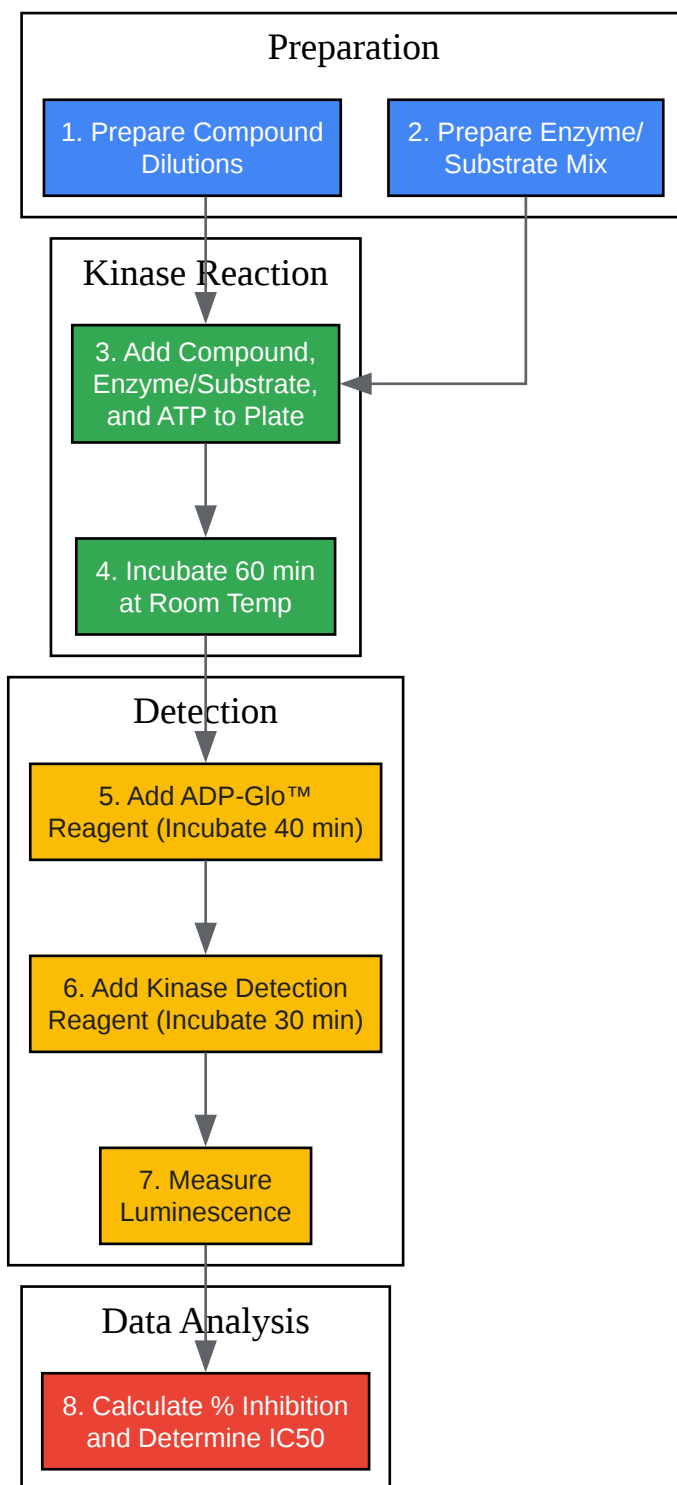 Preparation
1. Prepare Compound
Dilutions
2. Prepare Enzyme/
Substrate Mix
Kinase Reaction
3. Add Compound,
Enzyme/Substrate,
and ATP to Plate
4. Incubate 60 min
at Room Temp
Detection
5. Add ADP-Glo™
Reagent (Incubate 40 min)
6. Add Kinase Detection
Reagent (Incubate 30 min)
7. Measure
Luminescence
Data Analysis
8. Calculate % Inhibition
and Determine IC50